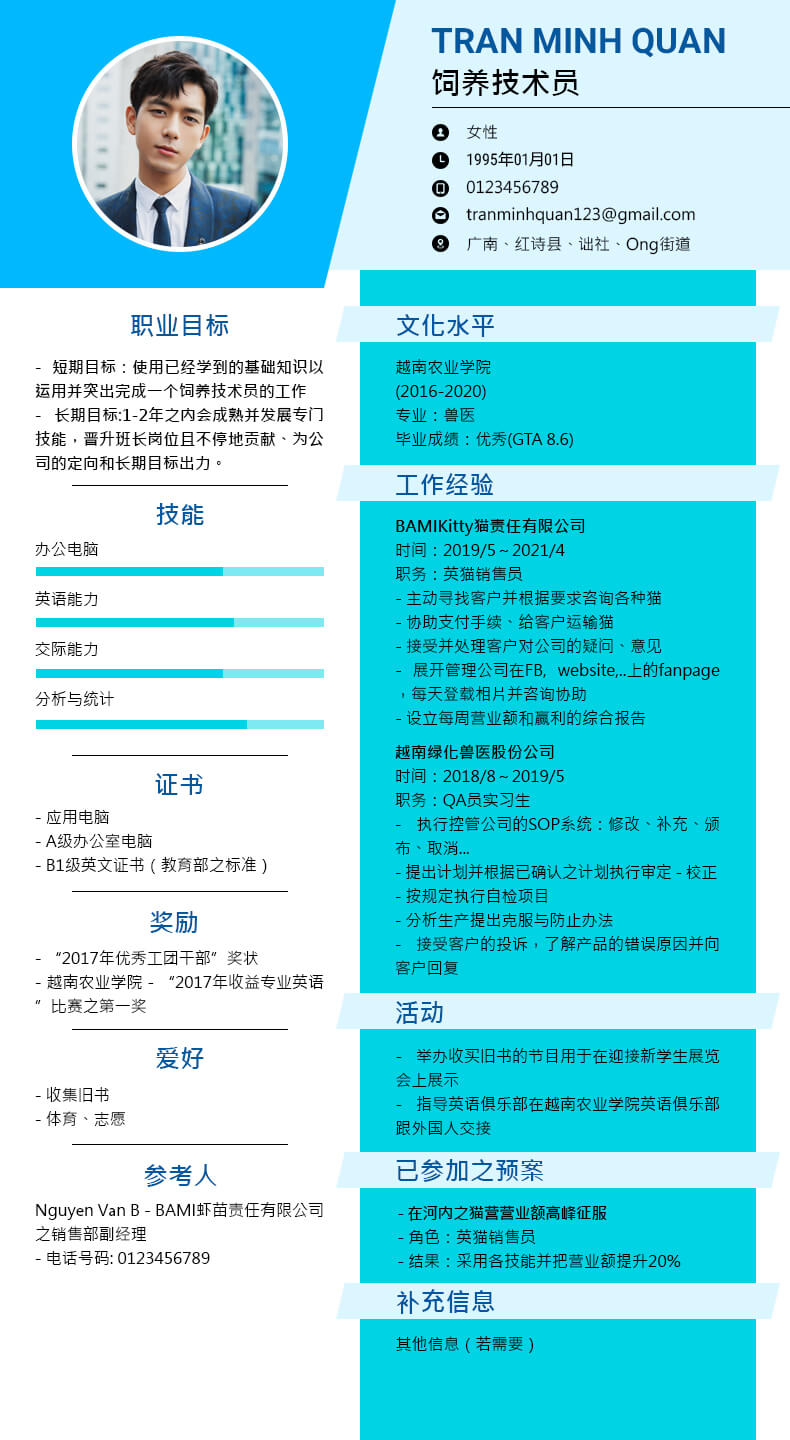 TRAN MINH QUAN
饲养技术员
女性
1995年01月01日
0123456789
tranminhquan123@gmail.com
广南、红诗县、诎社、Ong街道
职业目标
- 短期目标：使用已经学到的基础知识以
运用并突出完成一个饲养技术员的工作
- 长期目标:1-2年之内会成熟并发展专门
技能，晋升班长岗位且不停地贡献、为公
司的定向和长期目标出力。
技能
办公电脑
英语能力
交际能力
分析与统计
证书
- 应用电脑
- A级办公室电脑
- B1级英文证书（教育部之标准）
奖励
- “2017年优秀工团干部”奖状
- 越南农业学院 - “2017年收益专业英语
”比赛之第一奖
爱好
- 收集旧书
- 体育、志愿
参考人
Nguyen Van B - BAMI虾苗责任有限公司
之销售部副经理
- 电话号码: 0123456789
文化水平
越南农业学院
(2016-2020)
专业：兽医
毕业成绩：优秀(GTA 8.6)
工作经验
BAMIKitty猫责任有限公司
时间：2019/5～2021/4
职务：英猫销售员
- 主动寻找客户并根据要求咨询各种猫
- 协助支付手续、给客户运输猫
- 接受并处理客户对公司的疑问、意见
- 展开管理公司在FB, website,..上的fanpage
，每天登载相片并咨询协助
- 设立每周营业额和赢利的综合报告
越南绿化兽医股份公司
时间：2018/8～2019/5
职务：QA员实习生
- 执行控管公司的SOP系统：修改、补充、颁
布、取消...
- 提出计划并根据已确认之计划执行审定 - 校正
- 按规定执行自检项目
- 分析生产提出克服与防止办法
- 接受客户的投诉，了解产品的错误原因并向
客户回复
活动
- 举办收买旧书的节目用于在迎接新学生展览
会上展示
- 指导英语俱乐部在越南农业学院英语俱乐部
跟外国人交接
已参加之预案
- 在河内之猫营营业额高峰征服
- 角色：英猫销售员
- 结果：采用各技能并把营业额提升20%
补充信息
其他信息（若需要）